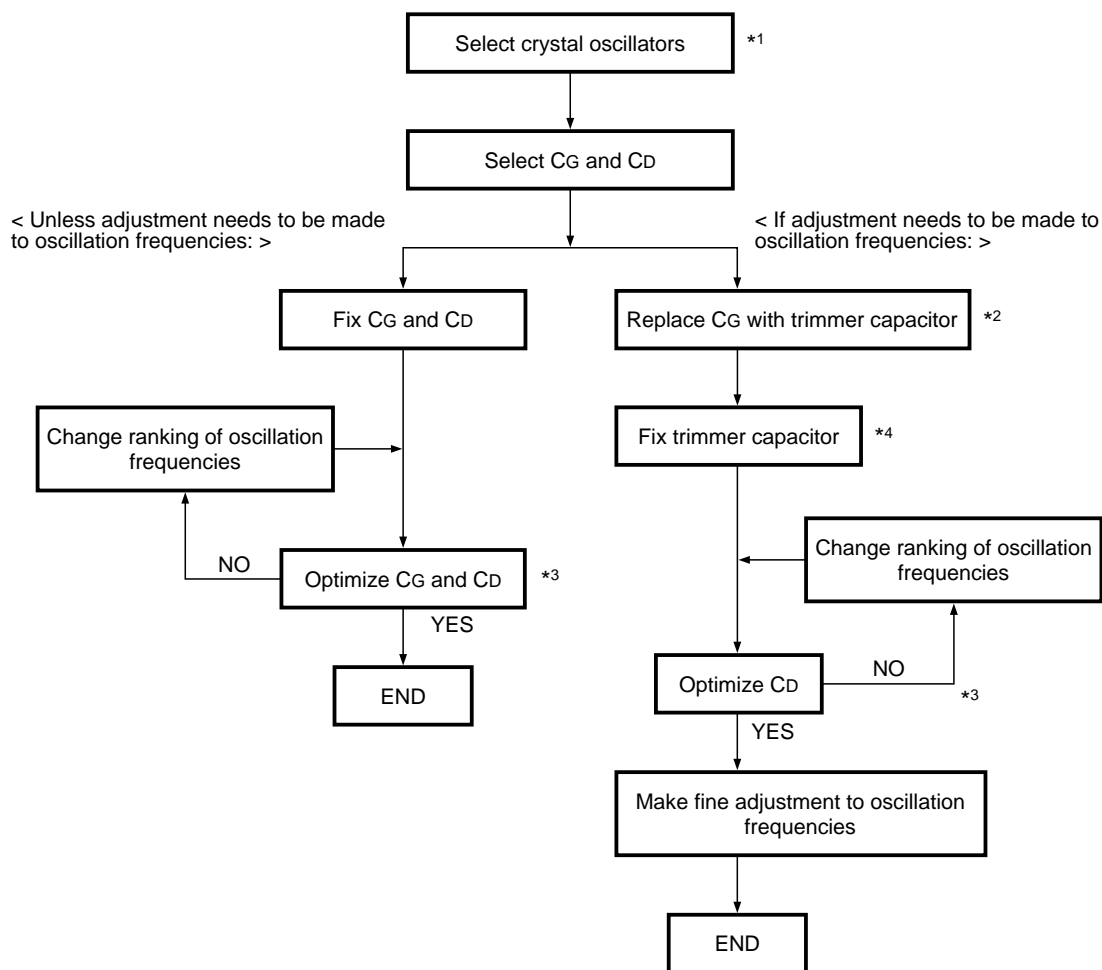 Select crystal oscillators *1
Select CG and CD
< Unless adjustment needs to be made
to oscillation frequencies: >
< If adjustment needs to be made to
oscillation frequencies: >
Fix CG and CD
Replace CG with trimmer capacitor *2
Change ranking of oscillation
frequencies
Fix trimmer capacitor *4
NO
Optimize CG and CD *3
YES
END
Change ranking of oscillation
frequencies
Optimize CD
NO
*3
YES
Make fine adjustment to oscillation
frequencies
END